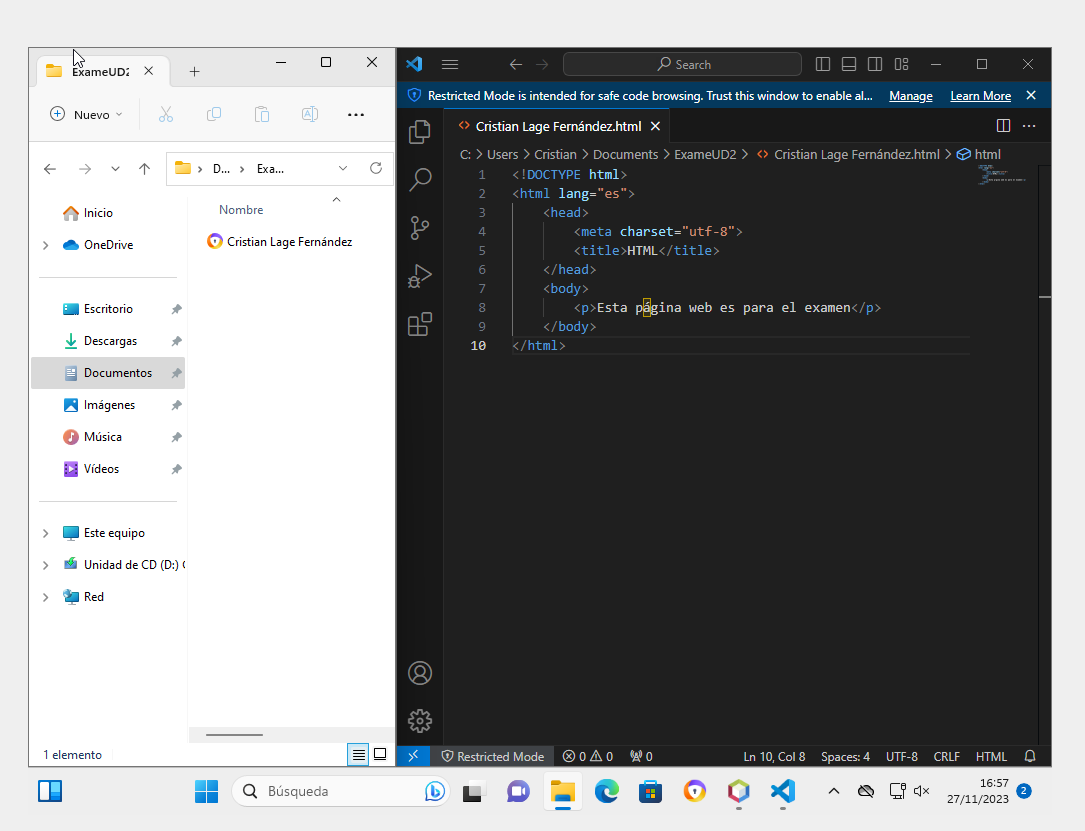 ExameUD2
Nuevo
D...
Exa...
Inicio
OneDrive
Escritorio
Descargas
Documentos
Imágenes
Música
Vídeos
Este equipo
Unidad de CD (D:)
Red
Nombre
Cristian Lage Fernández
1 elemento
Search
Restricted Mode is intended for safe code browsing. Trust this window to enable al... Manage Learn More
Cristian Lage Fernández.html
C: > Users > Cristian > Documents > ExameUD2 > Cristian Lage Fernández.html > html
1 <!DOCTYPE html>
2 <html lang="es">
3 <head>
4 <meta charset="utf-8">
5 <title>HTML</title>
6 </head>
7 <body>
8 <p>Esta página web es para el examen</p>
9 </body>
10 </html>
Restricted Mode 0 0 0 Ln 10, Col 8 Spaces: 4 UTF-8 CRLF HTML
Búsqueda
16:57
27/11/2023
2